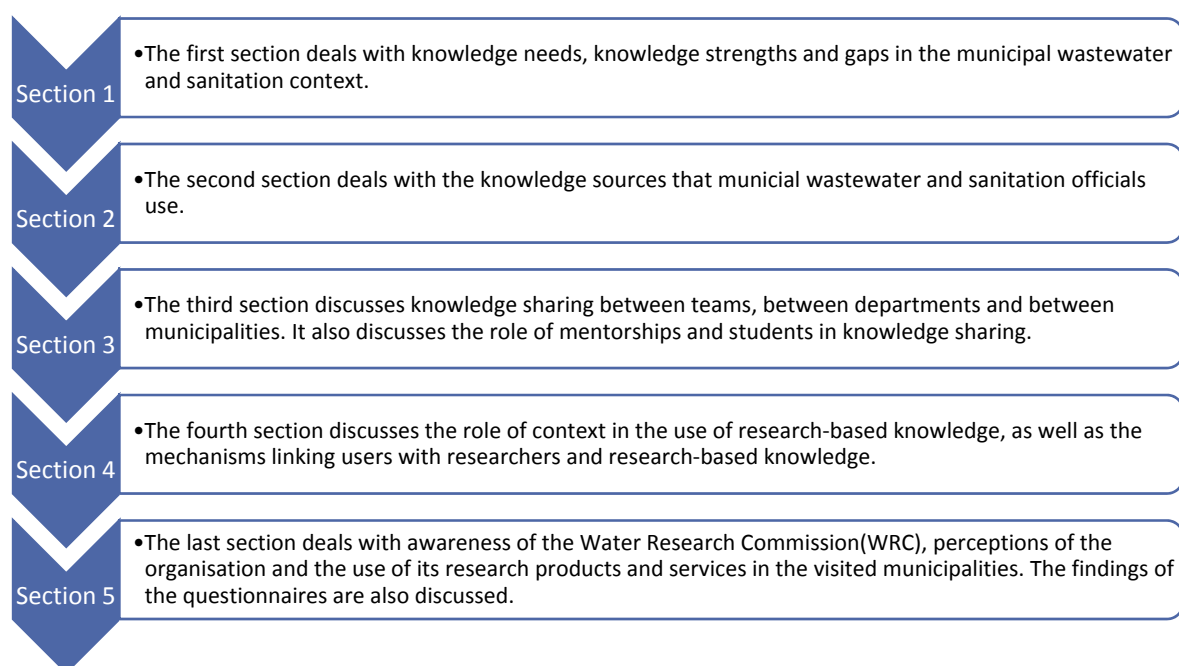 Section 1
•The first section deals with knowledge needs, knowledge strengths and gaps in the municipal wastewater
and sanitation context.
Section 2
•The second section deals with the knowledge sources that municial wastewater and sanitation officials
use.
Section 3
•The third section discusses knowledge sharing between teams, between departments and between
municipalities. It also discusses the role of mentorships and students in knowledge sharing.
Section 4
•The fourth section discusses the role of context in the use of research-based knowledge, as well as the
mechanisms linking users with researchers and research-based knowledge.
Section 5
•The last section deals with awareness of the Water Research Commission(WRC), perceptions of the
organisation and the use of its research products and services in the visited municipalities. The findings of
the questionnaires are also discussed.